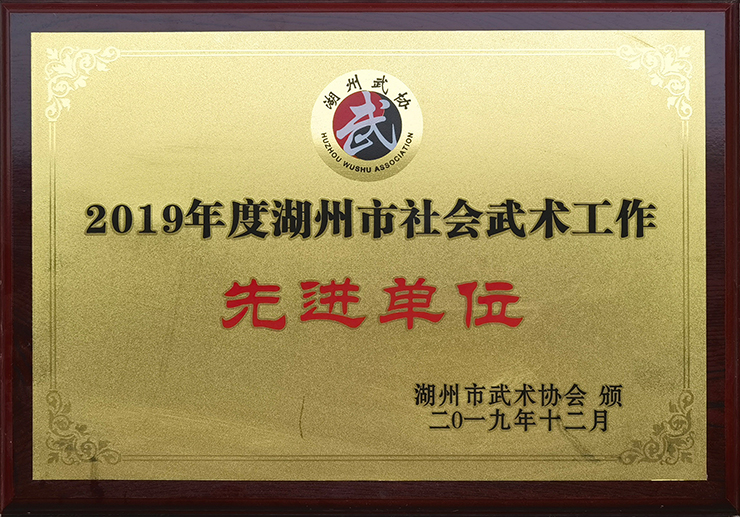 湖州武协
武
HUZHOU WUSHU ASSOCIATION
2019年度湖州市社会武术工作
先进单位
湖州市武术协会 颁
二〇一九年十二月